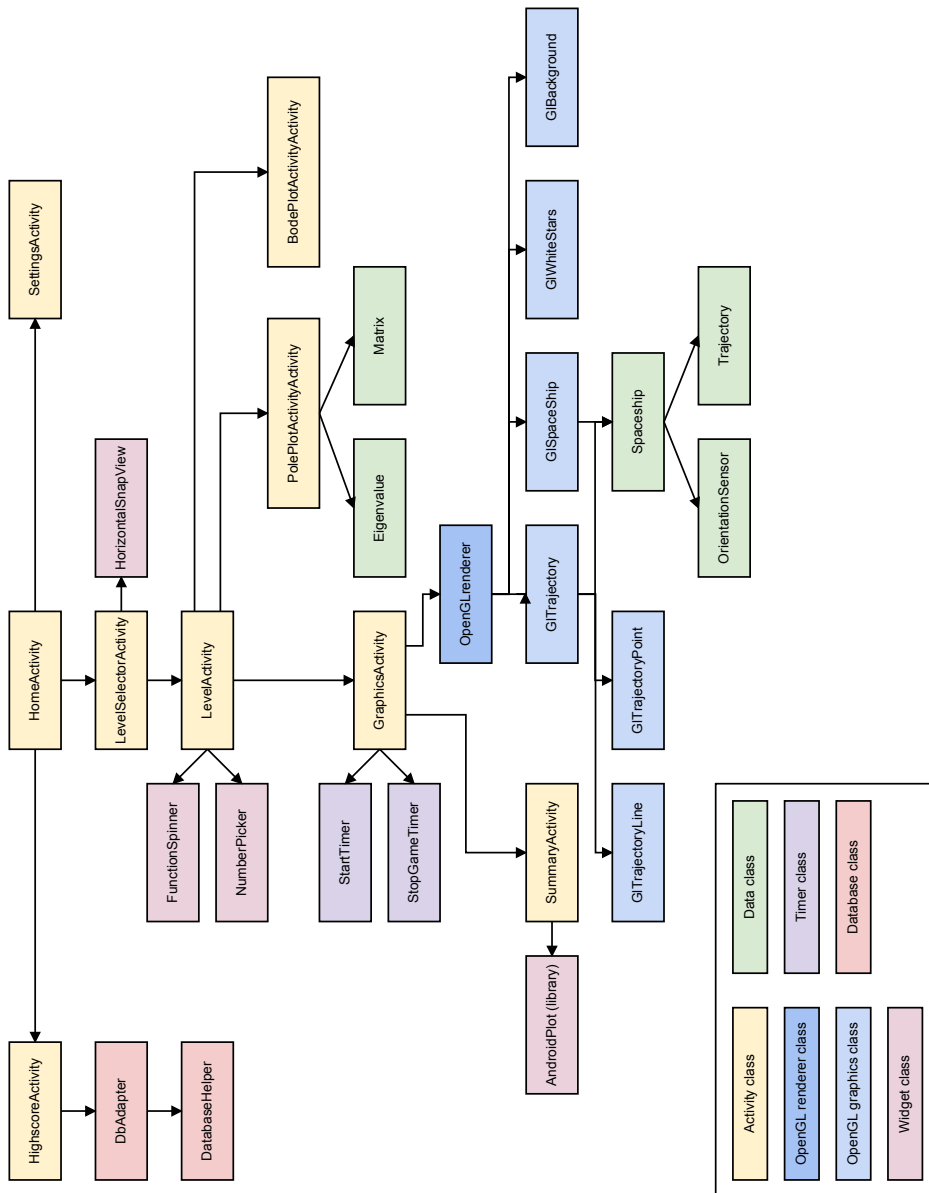 HomeActivity
SettingsActivity
HighscoreActivity
HorizontalSnapView
LevelSelectorActivity
DbAdapter
DatabaseHelper
FunctionSpinner
NumberPicker
LevelActivity
PolePlotActivityActivity
BodePlotActivityActivity
StartTimer
StopGameTimer
GraphicsActivity
Eigenvalue
Matrix
OpenGLrenderer
AndroidPlot (library)
SummaryActivity
GlTrajectory
GlSpaceShip
GlWhiteStars
GlBackground
GlTrajectoryLine
GlTrajectoryPoint
Spaceship
OrientationSensor
Trajectory
Activity class
Data class
OpenGL renderer class
Timer class
OpenGL graphics class
Database class
Widget class